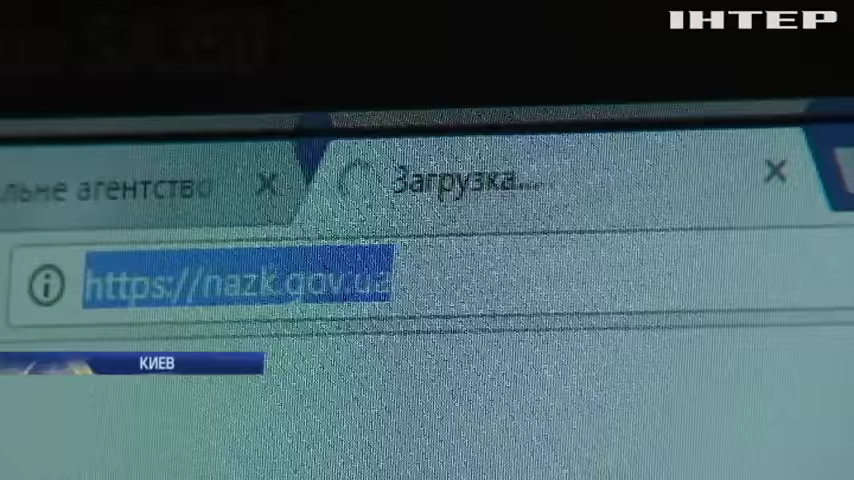 ІНТЕР
льне агентство
Загрузка...
https://nazk.gov.ua
КИЕВ